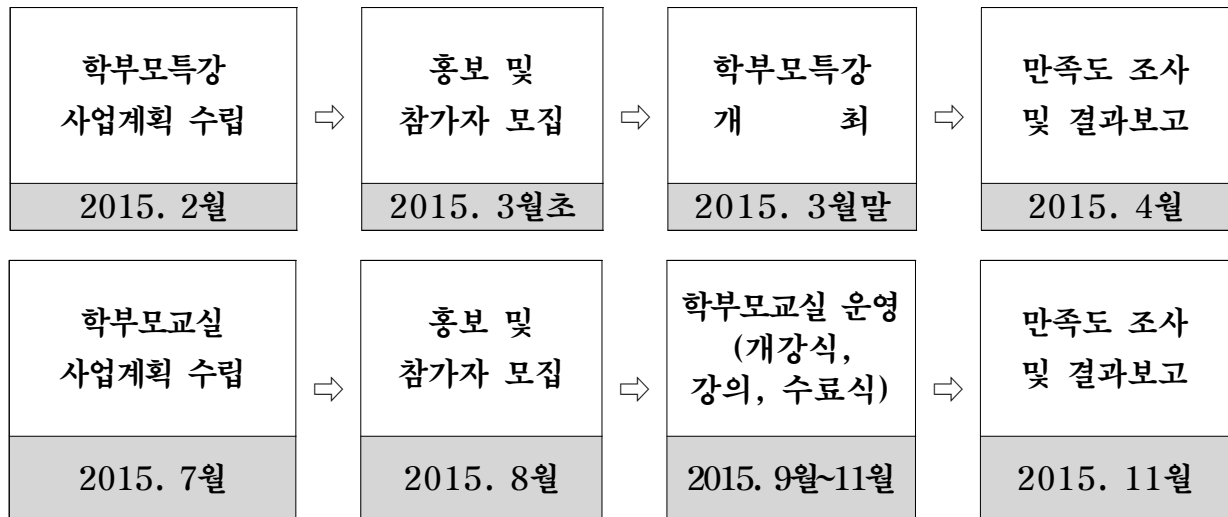 학부모특강
사업계획 수립
2015. 2월
⇨
홍보 및
참가자 모집
2015. 3월초
⇨
학부모특강
개 최
2015. 3월말
⇨
만족도 조사
및 결과보고
2015. 4월
학부모교실
사업계획 수립
2015. 7월
⇨
홍보 및
참가자 모집
2015. 8월
⇨
학부모교실 운영
(개강식,
강의, 수료식)
2015. 9월~11월
⇨
만족도 조사
및 결과보고
2015. 11월